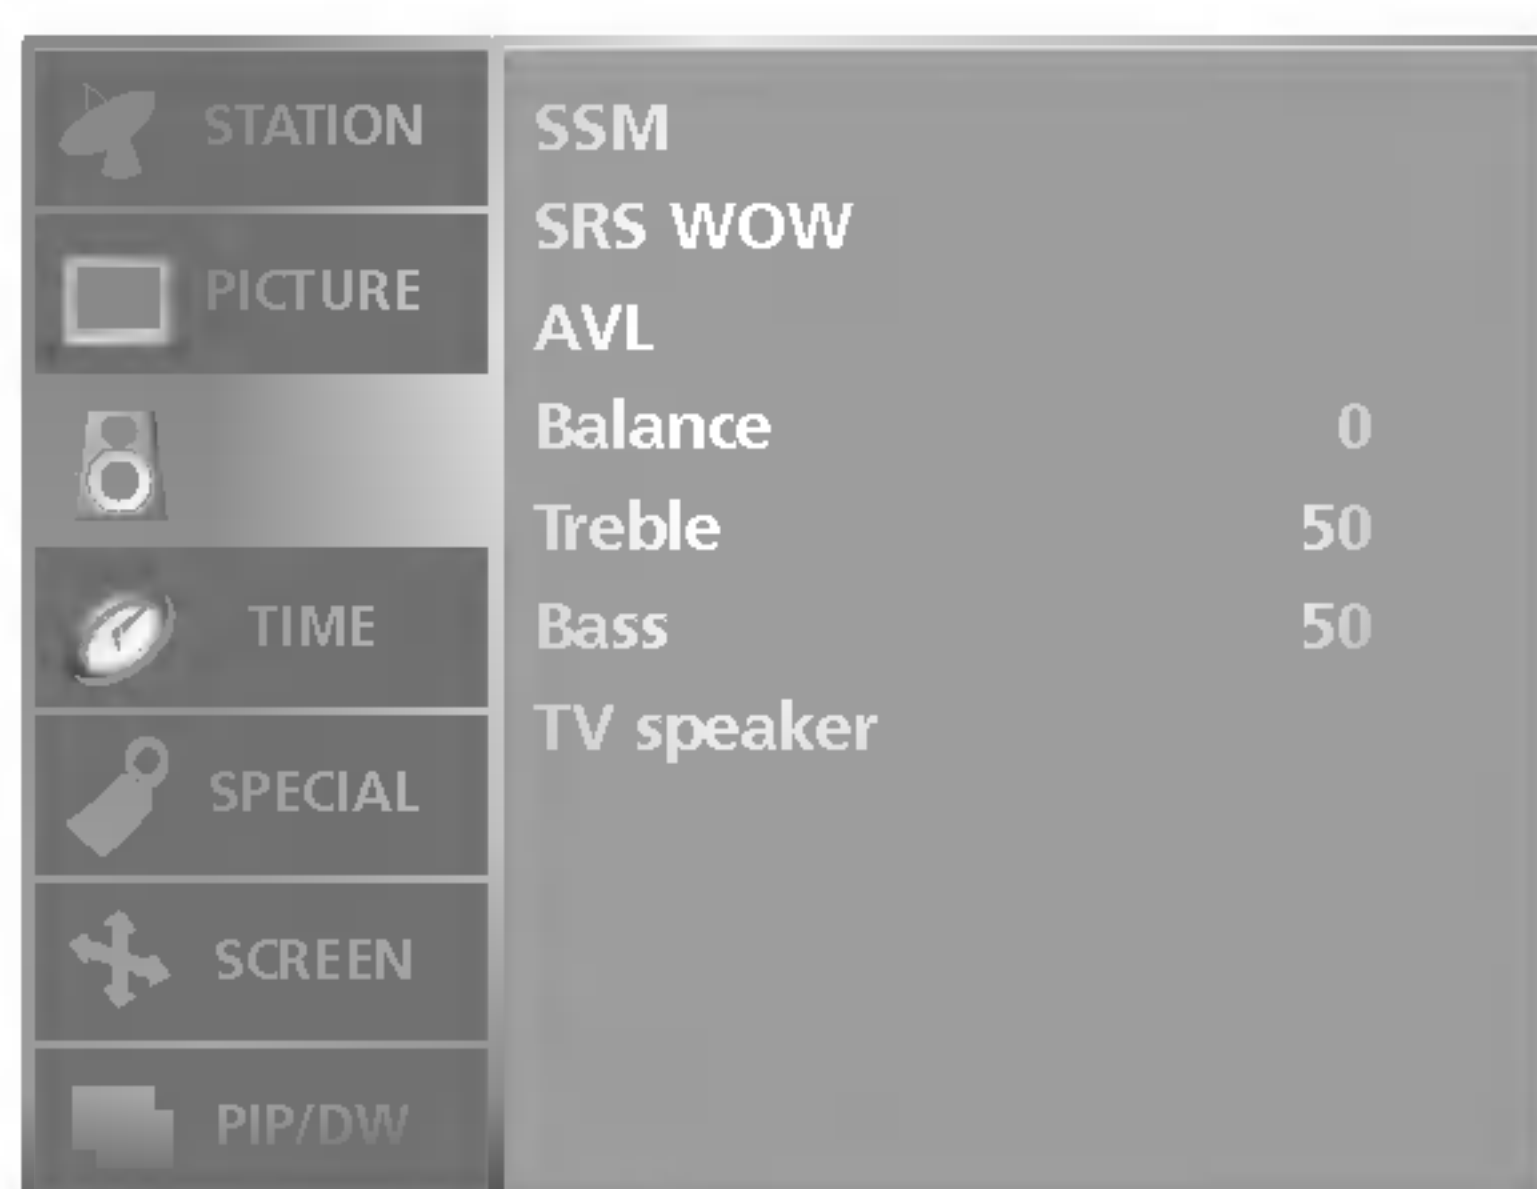 STATION
PICTURE
TIME
SPECIAL
SCREEN
PIP/DW
SSM
SRS WOW
AVL
Balance 0
Treble 50
Bass 50
TV speaker